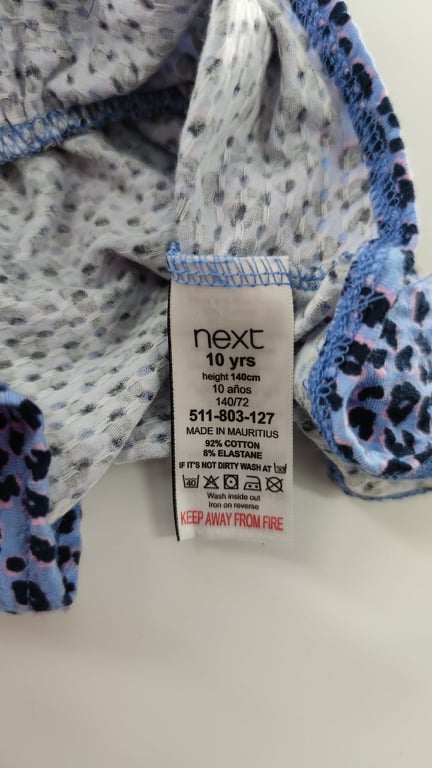 next
10 yrs
height 140cm
10 años
140/72
511-803-127
MADE IN MAURITIUS
92% COTTON
8% ELASTANE
IF IT'S NOT DIRTY WASH AT
40
Wash inside out
Iron on reverse
KEEP AWAY FROM FIRE